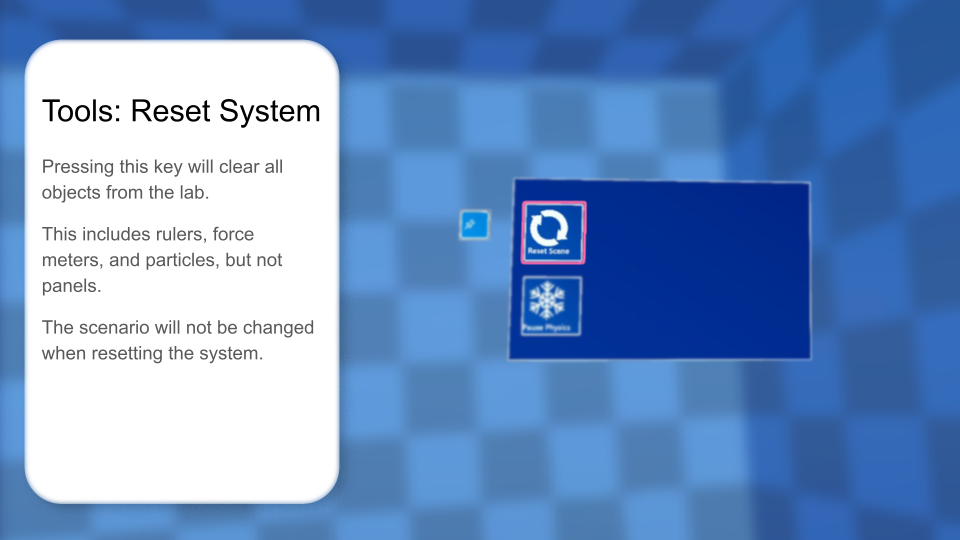 Tools: Reset System
Pressing this key will clear all
objects from the lab.
This includes rulers, force
meters, and particles, but not
panels.
The scenario will not be changed
when resetting the system.
Reset Scene
Pause Physics